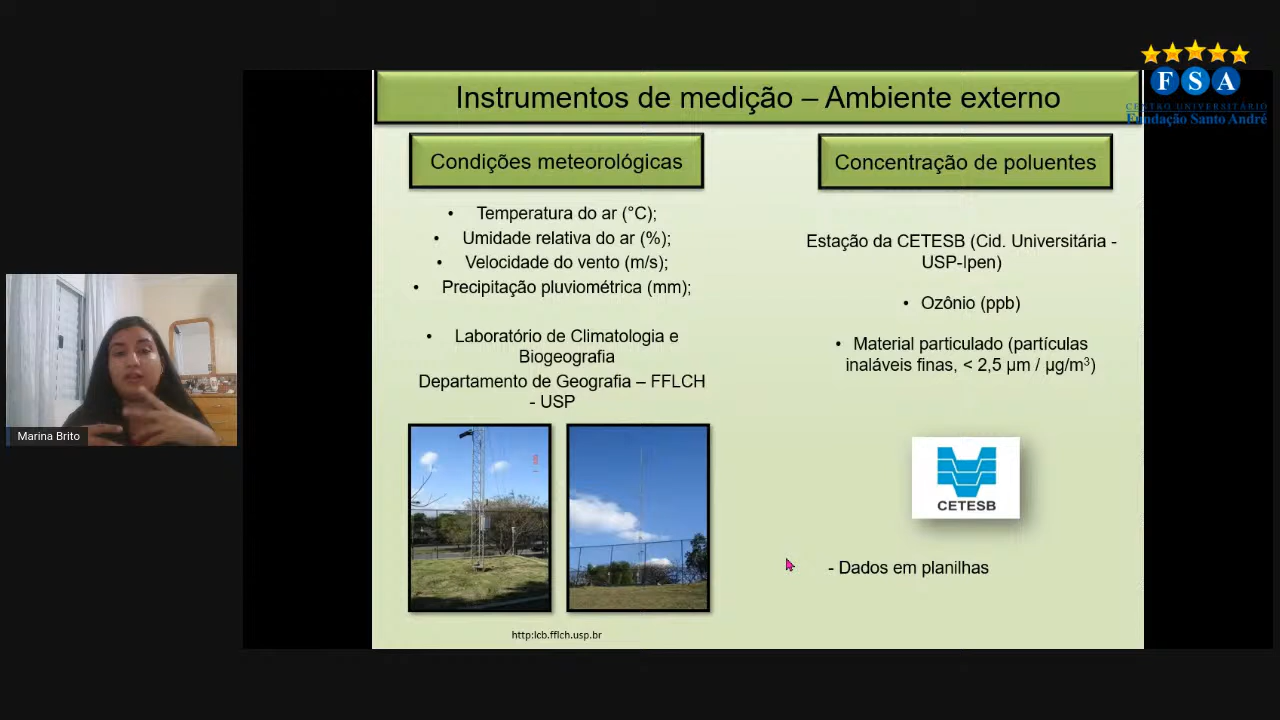 FSA
CENTRO UNIVERSITÁRIO
Fundação Santo André
Instrumentos de medição – Ambiente externo
Condições meteorológicas
• Temperatura do ar (°C);
• Umidade relativa do ar (%);
• Velocidade do vento (m/s);
• Precipitação pluviométrica (mm);
• Laboratório de Climatologia e
Biogeografia
Departamento de Geografia – FFLCH
- USP
http:lcb.fflch.usp.br
Concentração de poluentes
Estação da CETESB (Cid. Universitária -
USP-Ipen)
• Ozônio (ppb)
• Material particulado (partículas
inaláveis finas, < 2,5 µm / µg/m³)
CETESB
- Dados em planilhas
Marina Brito